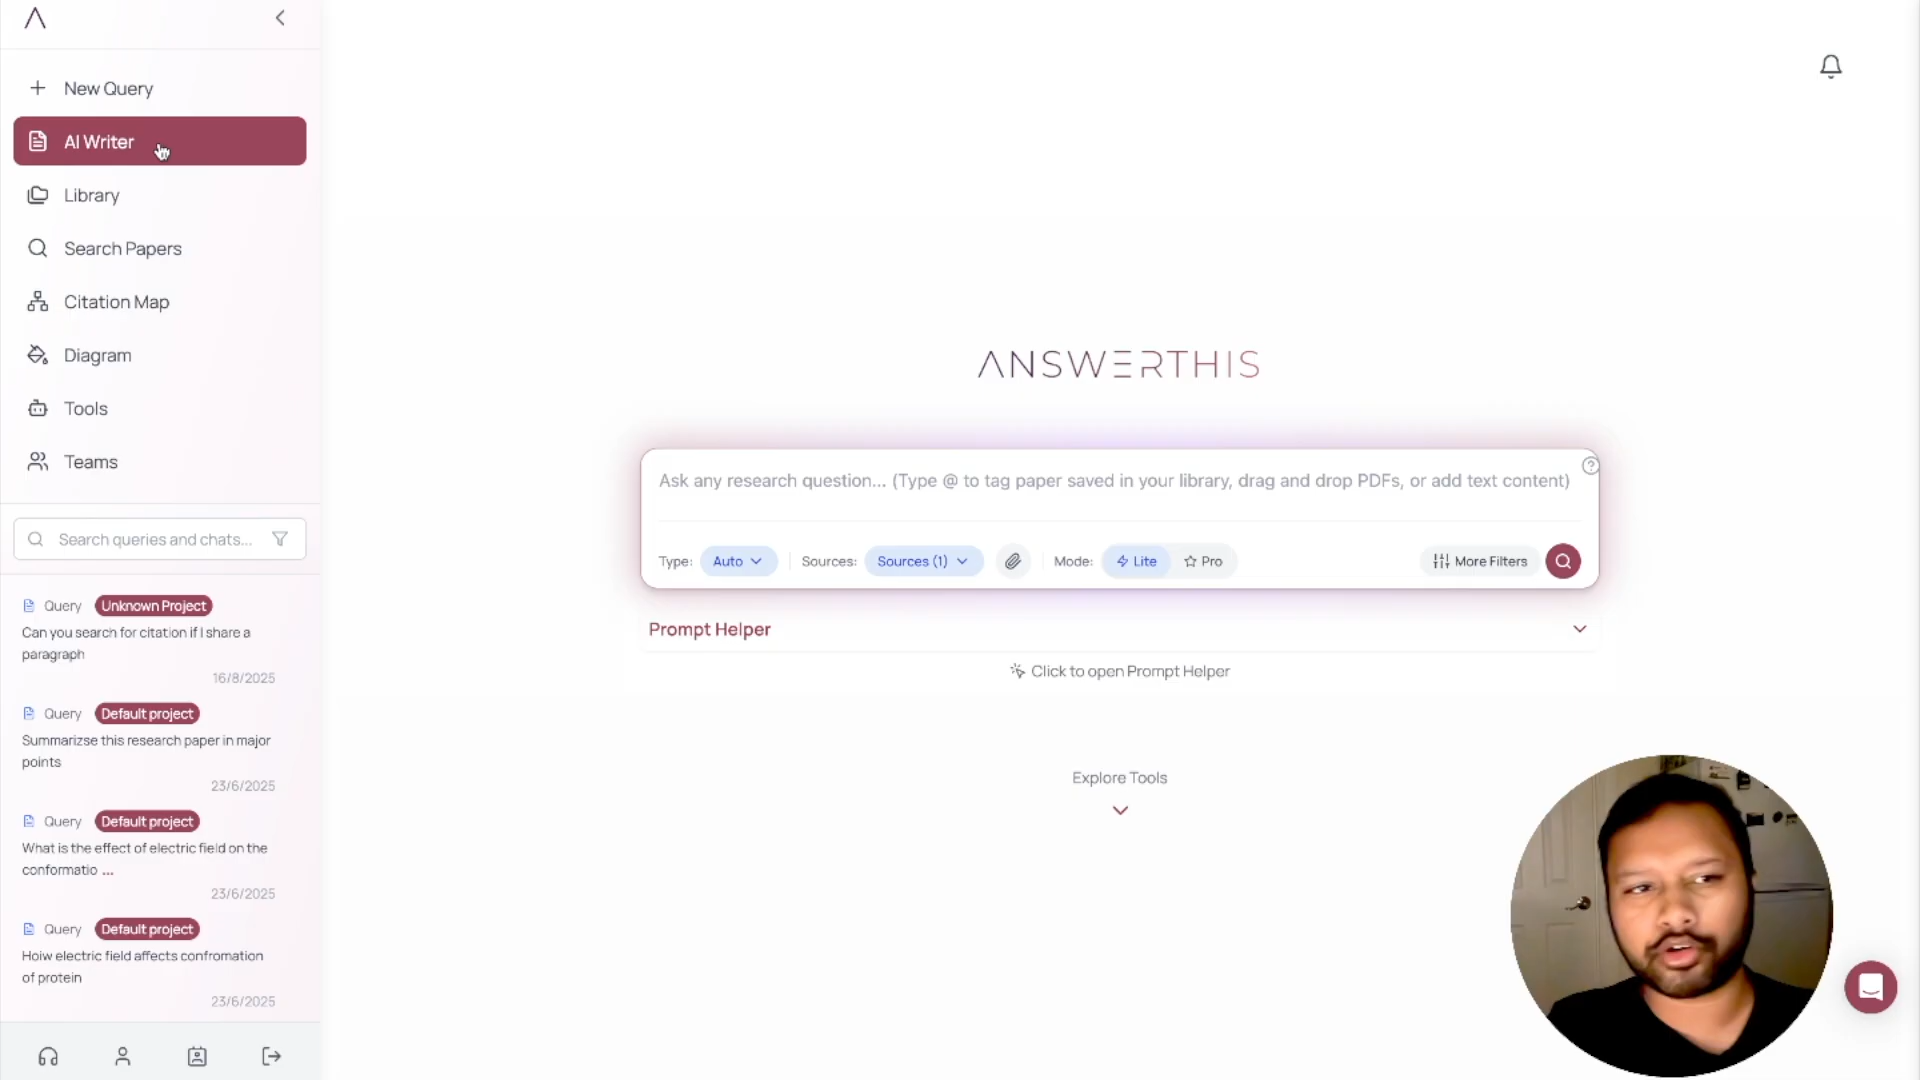 New Query
AI Writer
Library
Search Papers
Citation Map
Diagram
Tools
Teams
Search queries and chats...
Query Unknown Project
Can you search for citation if I share a
paragraph
16/8/2025
Query Default project
Summarizse this research paper in major
points
23/6/2025
Query Default project
What is the effect of electric field on the
conformatio ...
23/6/2025
Query Default project
Hoiw electric field affects confromation
of protein
23/6/2025
ANSWERTHIS
Ask any research question... (Type @ to tag paper saved in your library, drag and drop PDFs, or add text content)
Type: Auto Sources: Sources (1) Mode: Lite Pro More Filters
Prompt Helper
Click to open Prompt Helper
Explore Tools